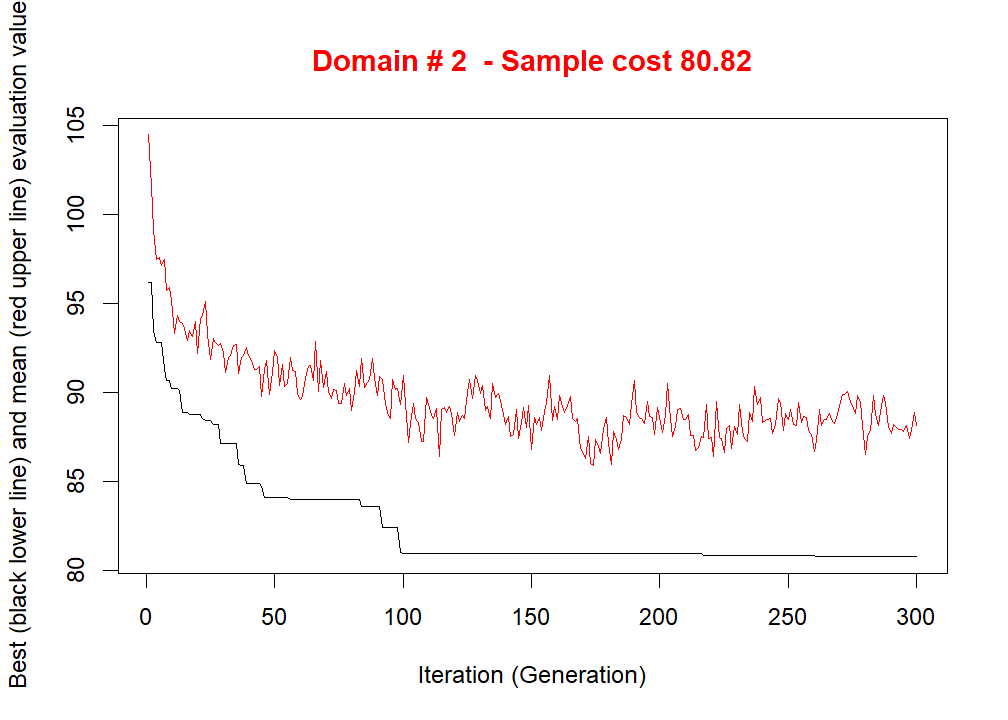 Domain # 2  - Sample cost 80.82
Best (black lower line) and mean (red upper line) evaluation value
105
100
95
90
85
80
0 50 100 150 200 250 300
Iteration (Generation)